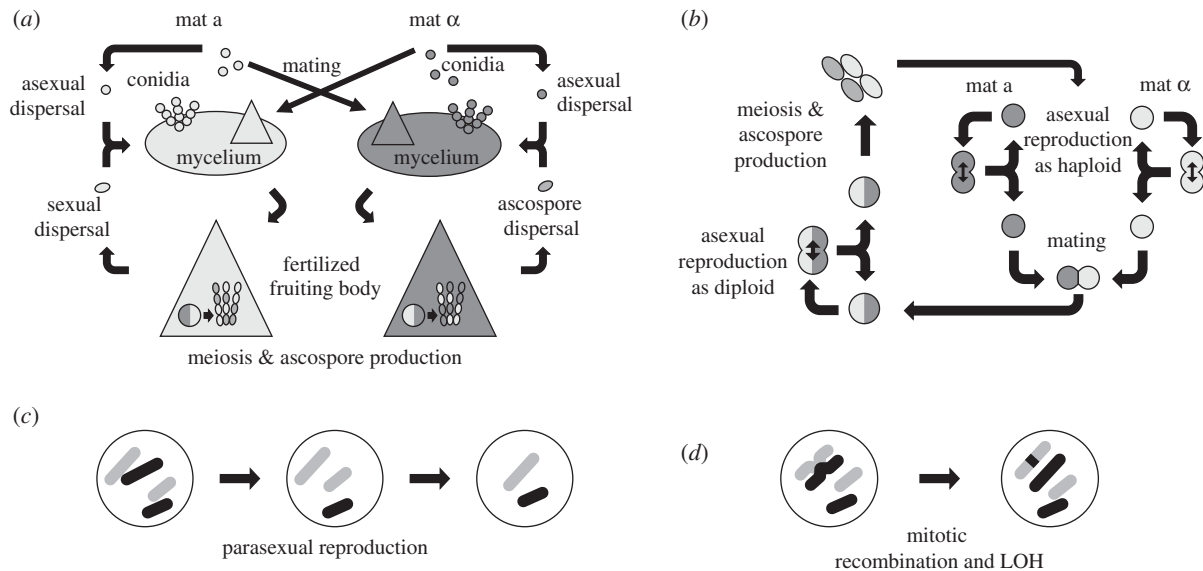 (a)
mat a
mat α
conidia
mating
conidia
asexual
dispersal
asexual
dispersal
mycelium
mycelium
sexual
dispersal
ascospore
dispersal
fertilized
fruiting body
meiosis & ascospore production
(b)
mat a
mat α
meiosis &
ascospore
production
asexual
reproduction
as haploid
asexual
reproduction
as diploid
mating
(c)
parasexual reproduction
(d)
mitotic
recombination and LOH